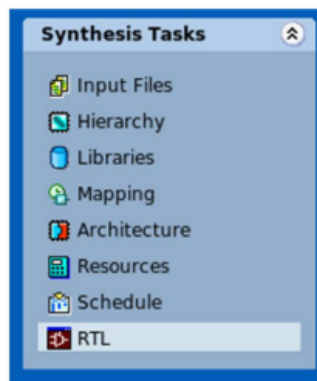 Synthesis Tasks
Input Files
Hierarchy
Libraries
Mapping
Architecture
Resources
Schedule
RTL